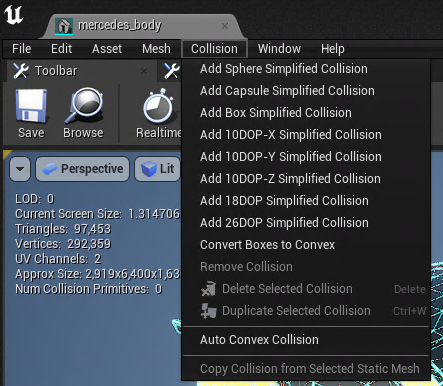 mercedes_body
File Edit Asset Mesh Collision Window Help
Toolbar
Save Browse Realtime
Add Sphere Simplified Collision
Add Capsule Simplified Collision
Add Box Simplified Collision
Add 10DOP-X Simplified Collision
Add 10DOP-Y Simplified Collision
Add 10DOP-Z Simplified Collision
Add 18DOP Simplified Collision
Add 26DOP Simplified Collision
Convert Boxes to Convex
Remove Collision
Delete Selected Collision Delete
Duplicate Selected Collision Ctrl+W
Auto Convex Collision
Copy Collision from Selected Static Mesh
Perspective Lit
LOD: 0
Current Screen Size: 1.314706
Triangles: 97,453
Vertices: 292,359
UV Channels: 2
Approx Size: 2,919x6,400x1,63
Num Collision Primitives: 0